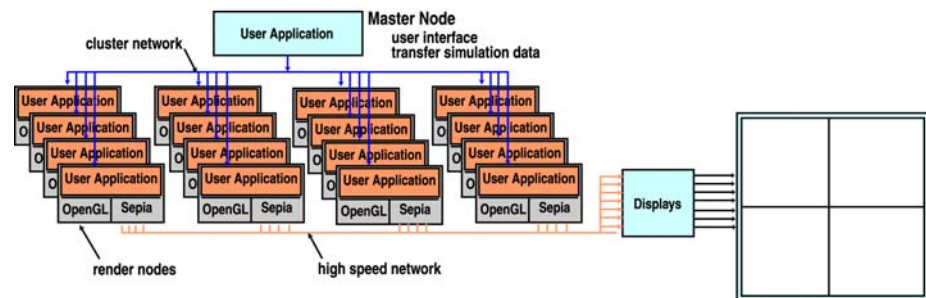 Master Node
User Application
user interface
transfer simulation data
cluster network
User Application
User Application
User Application
User Application
O
O
O
O
User Application
User Application
User Application
User Application
O
O
O
O
User Application
User Application
User Application
User Application
O
O
O
O
User Application
User Application
User Application
User Application
OpenGL
Sepia
OpenGL
Sepia
OpenGL
Sepia
OpenGL
Sepia
Displays
render nodes
high speed network